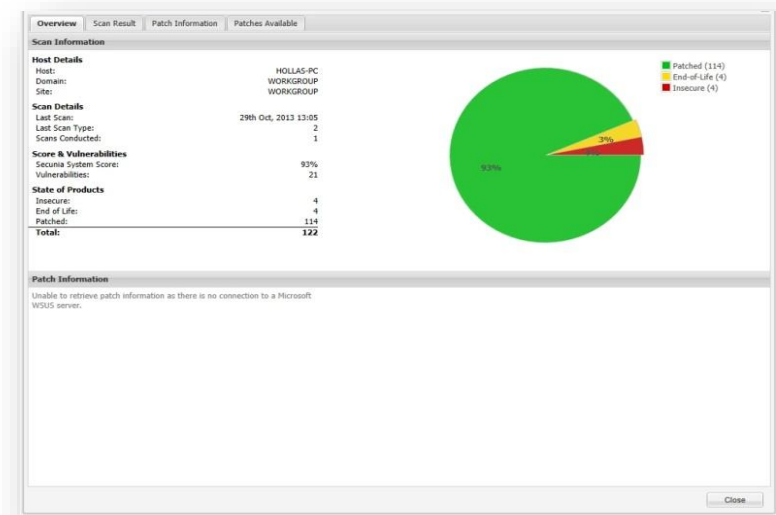 Overview Scan Result Patch Information Patches Available
Scan Information
Host Details
Host: HOLLAS-PC
Domain: WORKGROUP
Site: WORKGROUP
Scan Details
Last Scan: 29th Oct, 2013 13:05
Last Scan Type: 2
Scans Conducted: 1
Score & Vulnerabilities
Secunia System Score: 93%
Vulnerabilities: 21
State of Products
Insecure: 4
End of Life: 4
Patched: 114
Total: 122
Patched (114)
End-of-Life (4)
Insecure (4)
3%
93%
Patch Information
Unable to retrieve patch information as there is no connection to a Microsoft
WSUS server.
Close